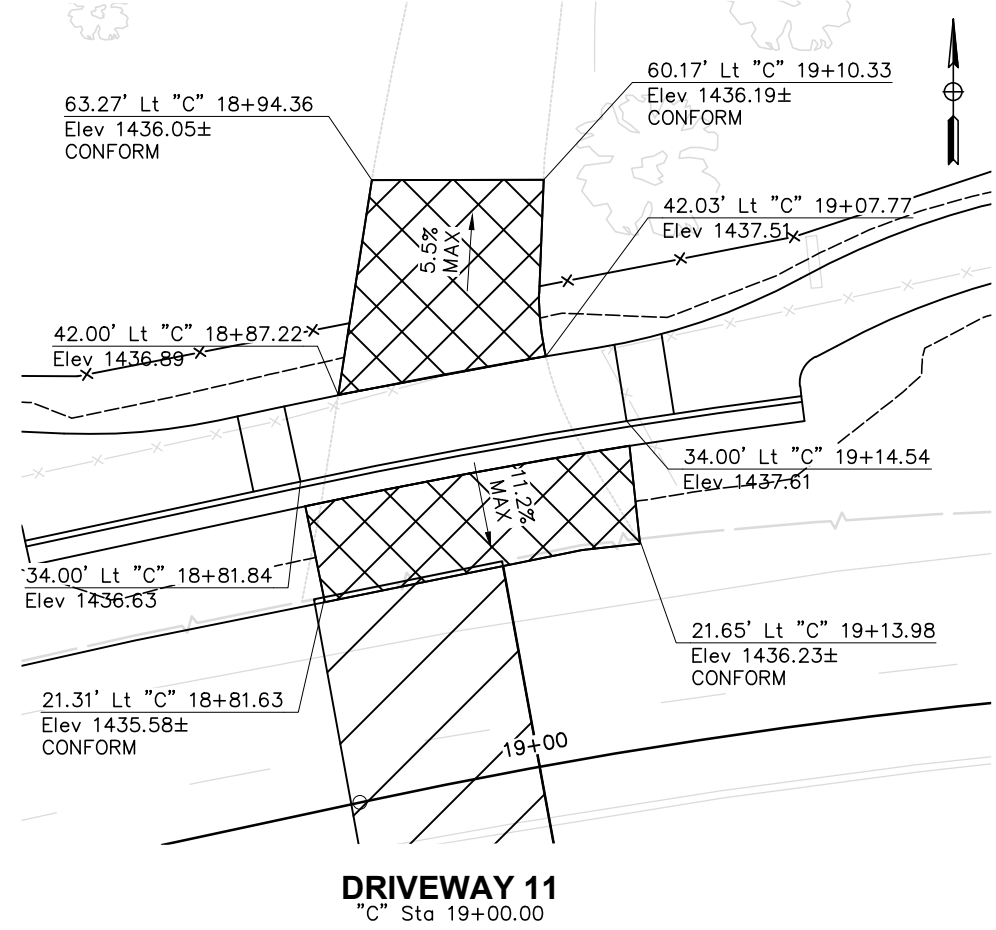 60.17' Lt "C" 19+10.33
Elev 1436.19±
CONFORM
63.27' Lt "C" 18+94.36
Elev 1436.05±
CONFORM
42.03' Lt "C" 19+07.77
Elev 1437.51
5.5%
MAX
42.00' Lt "C" 18+87.22
Elev 1436.89
34.00' Lt "C" 19+14.54
Elev 1437.61
11.2%
MAX
34.00' Lt "C" 18+81.84
Elev 1436.63
21.65' Lt "C" 19+13.98
Elev 1436.23±
CONFORM
21.31' Lt "C" 18+81.63
Elev 1435.58±
CONFORM
19+00
DRIVEWAY 11
"C" Sta 19+00.00